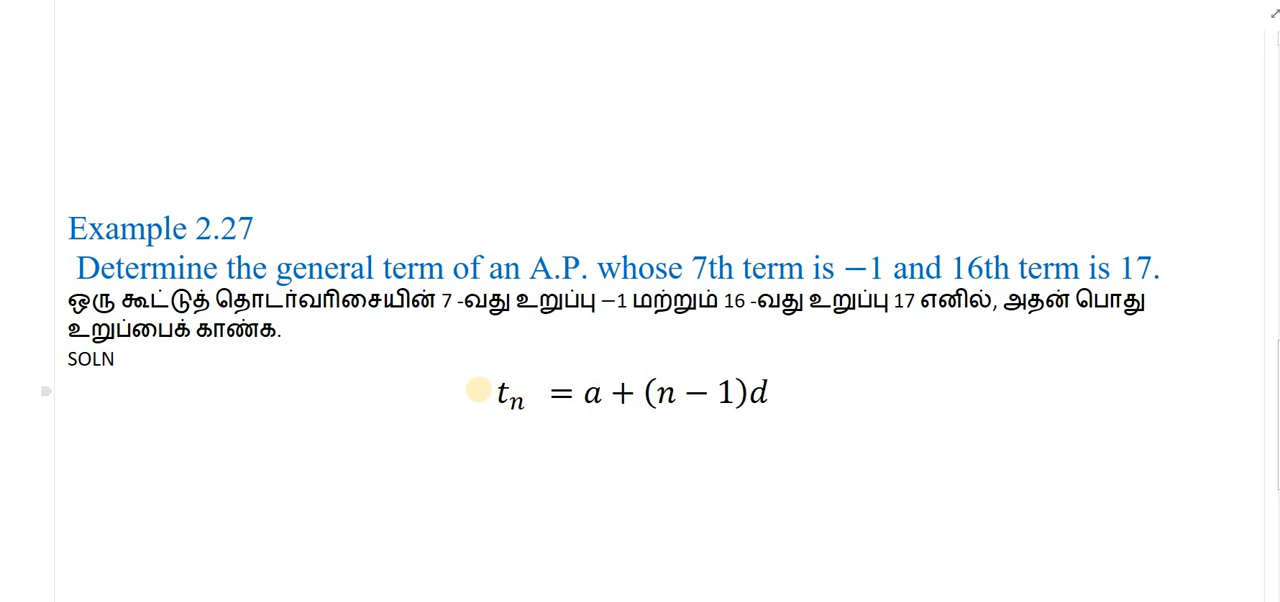 Example 2.27
Determine the general term of an A.P. whose 7th term is −1 and 16th term is 17.
ஒரு கூட்டுத் தொடர்வரிசையின் 7 -வது உறுப்பு −1 மற்றும் 16 -வது உறுப்பு 17 எனில், அதன் பொது
உறுப்பைக் காண்க.
SOLN
tₙ = a + (n − 1)d